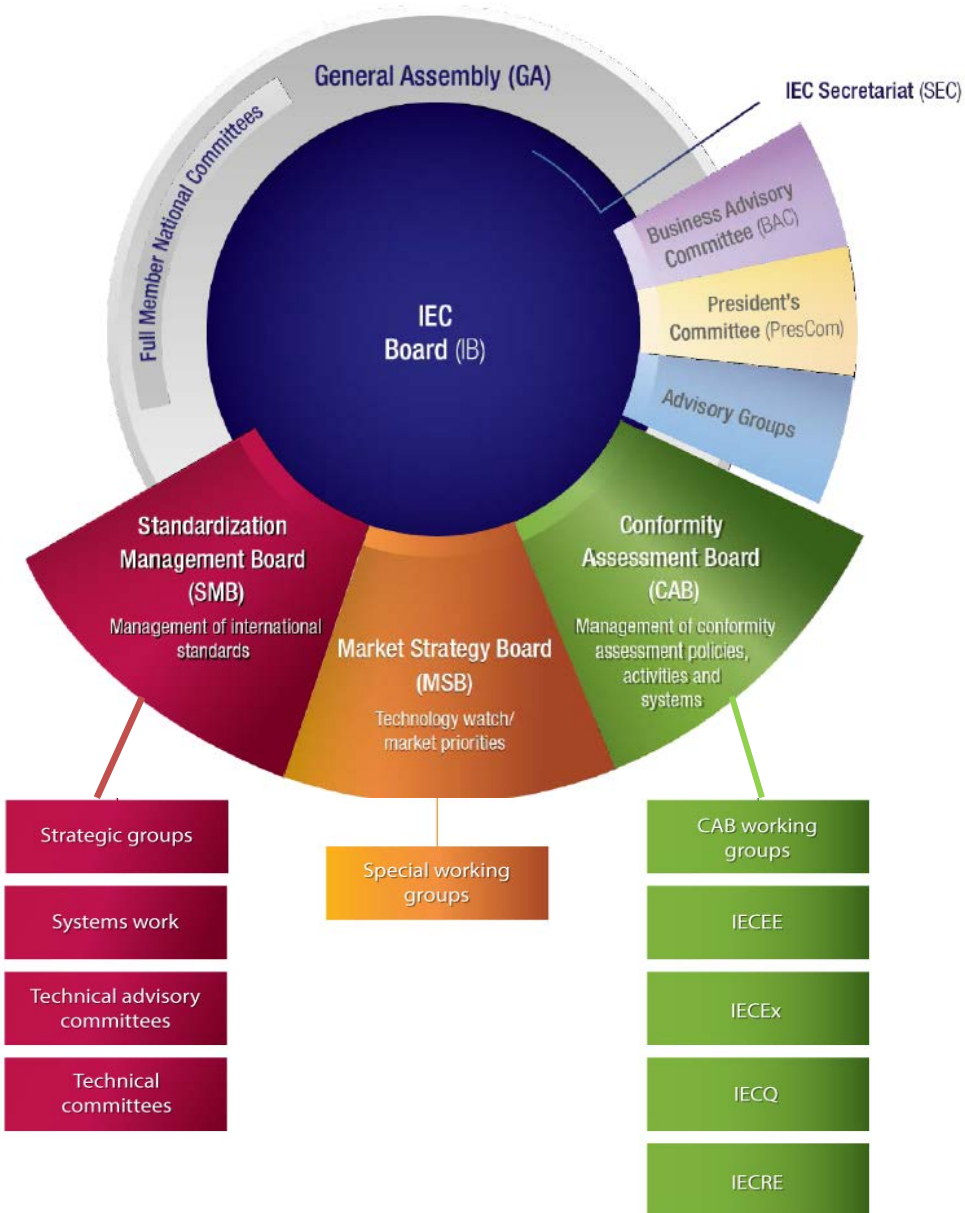 General Assembly (GA)
IEC Secretariat (SEC)
Full Member National Committees
Business Advisory
Committee (BAC)
President's
Committee (PresCom)
Advisory Groups
IEC
Board (IB)
Standardization
Management Board
(SMB)
Management of international
standards
Market Strategy Board
(MSB)
Technology watch/
market priorities
Conformity
Assessment Board
(CAB)
Management of conformity
assessment policies,
activities and
systems
Strategic groups
Systems work
Technical advisory
committees
Technical
committees
Special working
groups
CAB working
groups
IECEE
IECEx
IECQ
IECRE